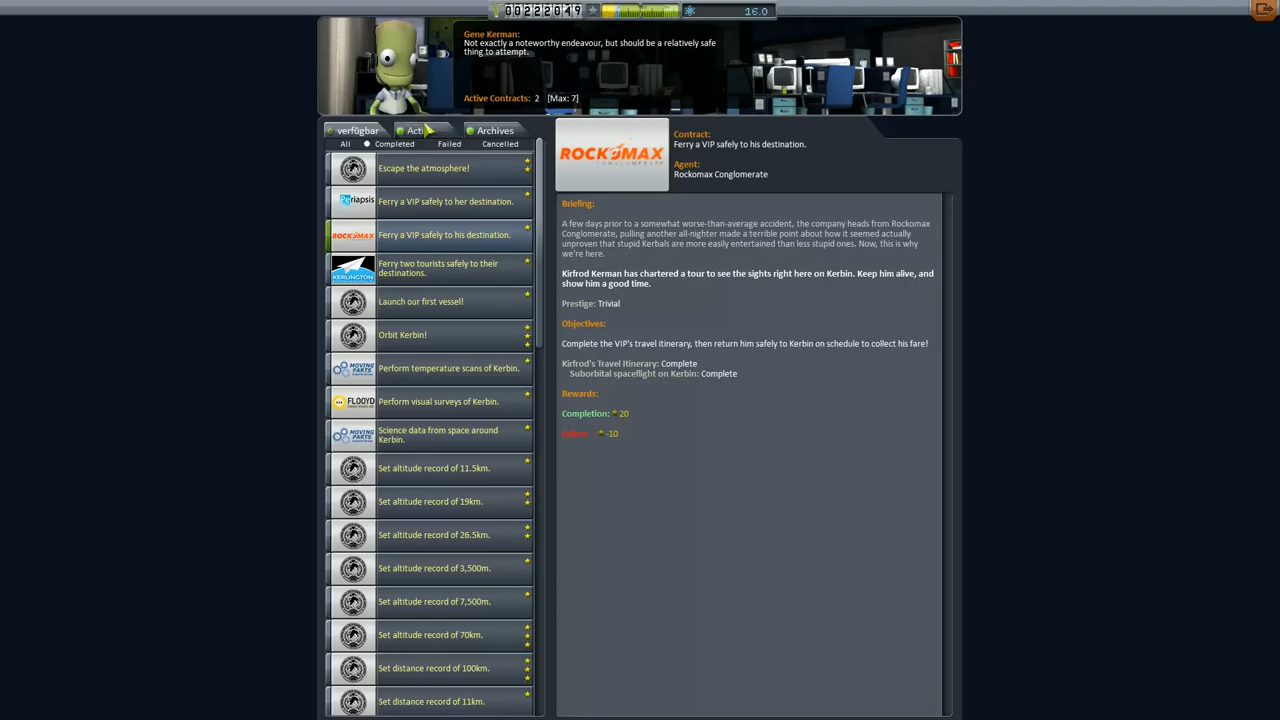 00222049
16.0
Gene Kerman:
Not exactly a noteworthy endeavour, but should be a relatively safe
thing to attempt.
Active Contracts: 2 [Max: 7]
verfügbar
Acti
Archives
All
Completed
Failed
Cancelled
Escape the atmosphere!
Periapsis
Ferry a VIP safely to her destination.
ROCKOMAX
Ferry a VIP safely to his destination.
KERLINGTON
Ferry two tourists safely to their
destinations.
Launch our first vessel!
Orbit Kerbin!
MOVING
PARTS
Perform temperature scans of Kerbin.
FLOOYD
Perform visual surveys of Kerbin.
MOVING
PARTS
Science data from space around
Kerbin.
Set altitude record of 11.5km.
Set altitude record of 19km.
Set altitude record of 26.5km.
Set altitude record of 3,500m.
Set altitude record of 7,500m.
Set altitude record of 70km.
Set distance record of 100km.
Set distance record of 11km.
ROCKOMAX
CONGLOMERATE
Contract:
Ferry a VIP safely to his destination.
Agent:
Rockomax Conglomerate
Briefing:
A few days prior to a somewhat worse-than-average accident, the company heads from Rockomax
Conglomerate, pulling another all-nighter made a terrible point about how it seemed actually
unproven that stupid Kerbals are more easily entertained than less stupid ones. Now, this is why
we're here.
Kirfrod Kerman has chartered a tour to see the sights right here on Kerbin. Keep him alive, and
show him a good time.
Prestige: Trivial
Objectives:
Complete the VIP's travel itinerary, then return him safely to Kerbin on schedule to collect his fare!
Kirfrod's Travel Itinerary: Complete
Suborbital spaceflight on Kerbin: Complete
Rewards:
Completion: 20
Failure: -10